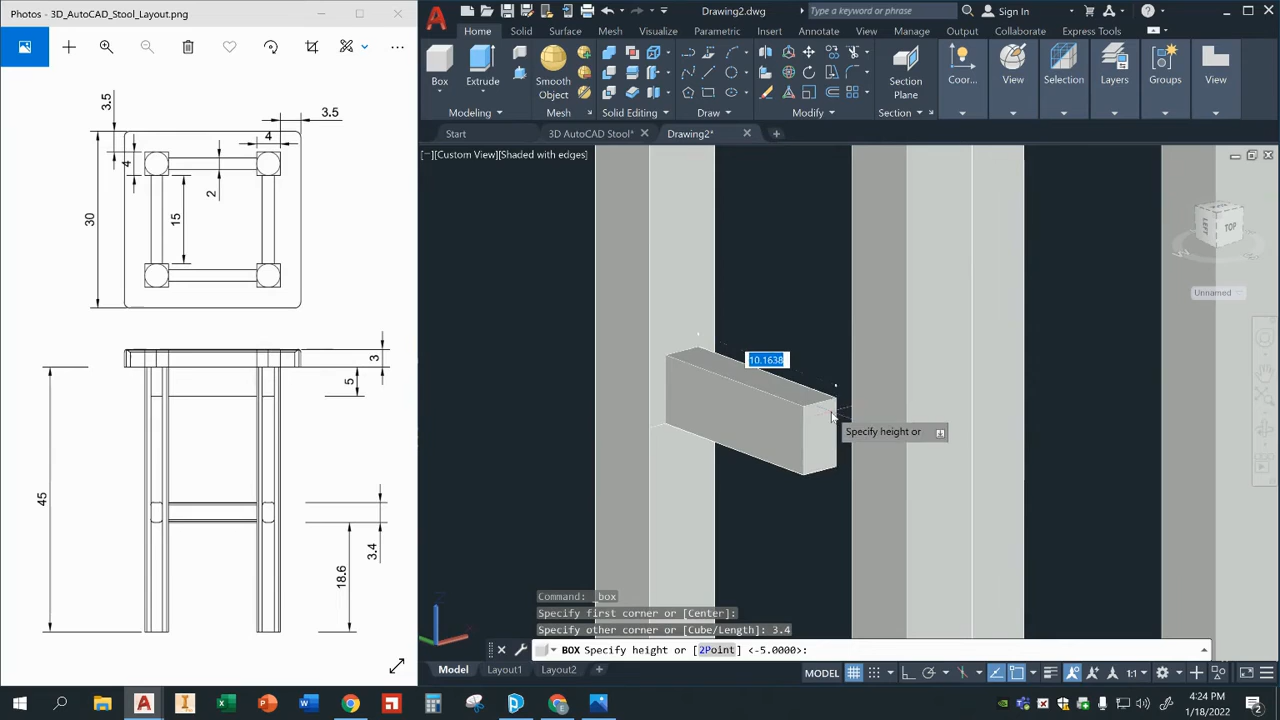 Photos - 3D_AutoCAD_Stool_Layout.png
3.5
3.5
4
4
2
30
15
3
5
45
3.4
18.6
Drawing2.dwg
Type a keyword or phrase
Sign In
Home
Solid
Surface
Mesh
Visualize
Parametric
Insert
Annotate
View
Manage
Output
Collaborate
Express Tools
Box
Extrude
Smooth
Object
Section
Plane
Coor...
View
Selection
Layers
Groups
View
Modeling
Mesh
Solid Editing
Draw
Modify
Section
Start
3D AutoCAD Stool*
Drawing2*
[−][Custom View][Shaded with edges]
LEFT
TOP
Unnamed
10.1638
Specify height or
Command: _box
Specify first corner or [Center]:
Specify other corner or [Cube/Length]: 3.4
BOX Specify height or [2Point] <-5.0000>:
Model
Layout1
Layout2
MODEL
1:1
4:24 PM
1/18/2022
2